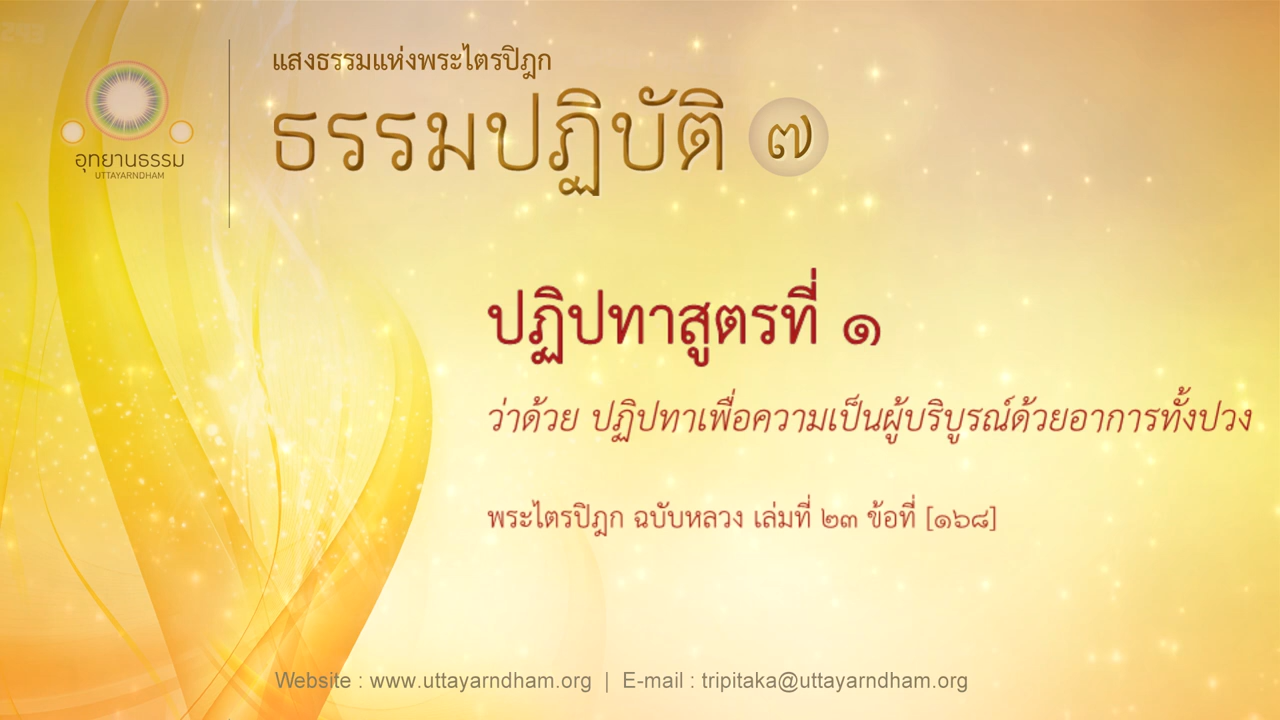 แสงธรรมแห่งพระไตรปิฎก
ธรรมปฏิบัติ ๗
อุทยานธรรม
UTTAYARNDHAM
ปฏิปทาสูตรที่ ๑
ว่าด้วย ปฏิปทาเพื่อความเป็นผู้บริบูรณ์ด้วยอาการทั้งปวง
พระไตรปิฎก ฉบับหลวง เล่มที่ ๒๓ ข้อที่ [๑๖๘]
Website : www.uttayarndham.org | E-mail : tripitaka@uttayarndham.org